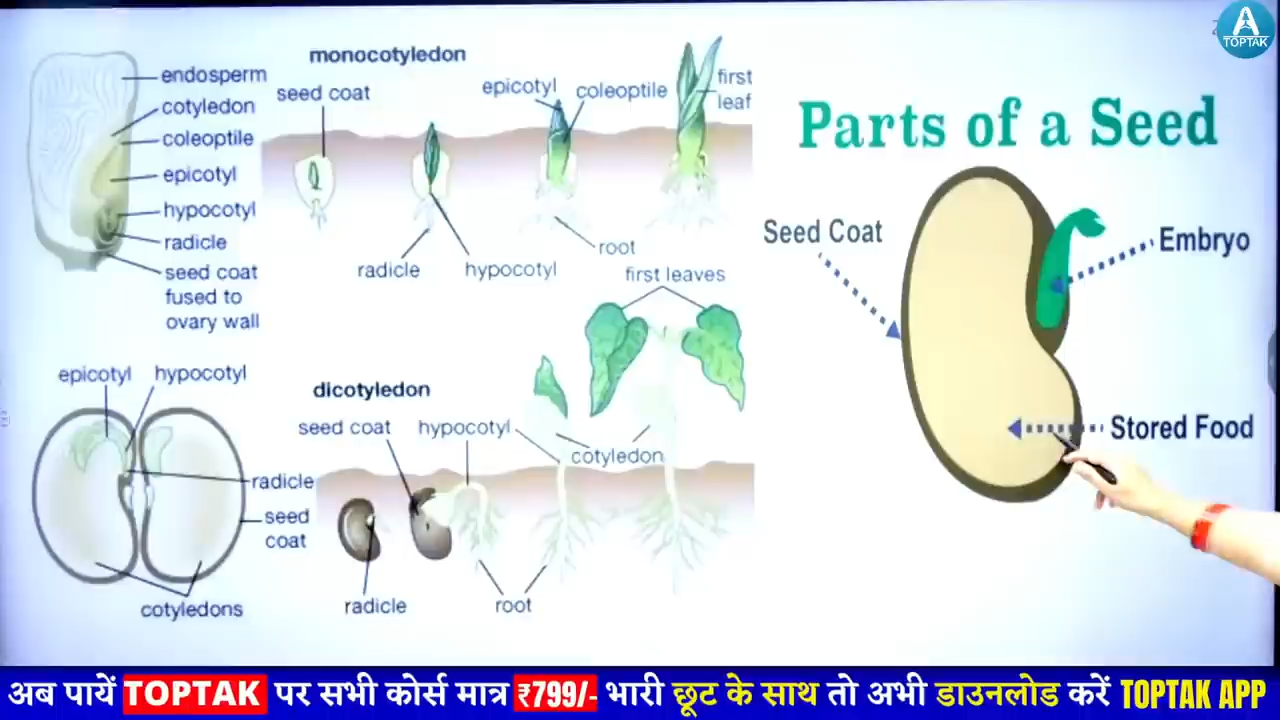 TOPTAK
monocotyledon
endosperm
cotyledon
coleoptile
epicotyl
hypocotyl
radicle
seed coat
fused to
ovary wall
seed coat
epicotyl
coleoptile
first
leaf
radicle
hypocotyl
root
first leaves
epicotyl
hypocotyl
radicle
seed
coat
cotyledons
dicotyledon
seed coat
hypocotyl
cotyledon
radicle
root
Parts of a Seed
Seed Coat
Embryo
Stored Food
अब पायें TOPTAK पर सभी कोर्स मात्र ₹799/- भारी छूट के साथ तो अभी डाउनलोड करें TOPTAK APP